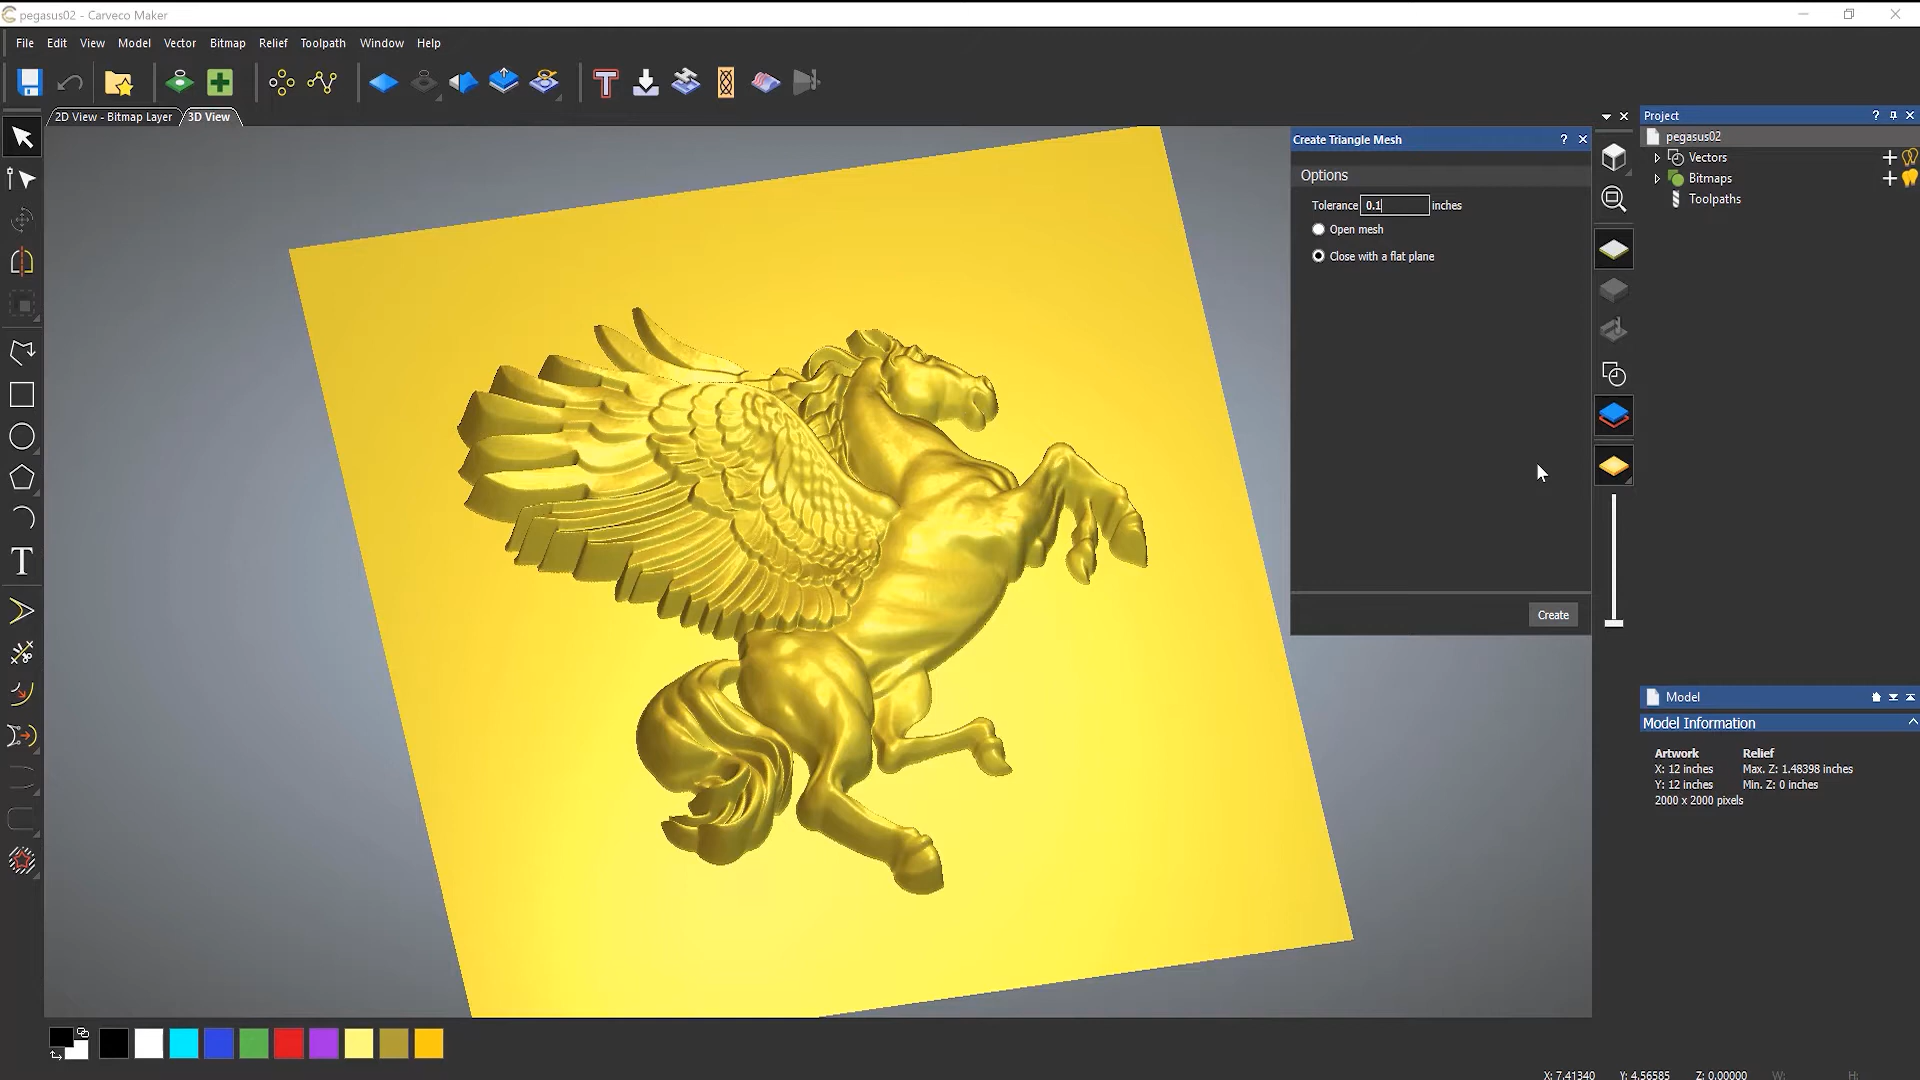 pegasus02 - Carveco Maker
File Edit View Model Vector Bitmap Relief Toolpath Window Help
2D View - Bitmap Layer 3D View
Create Triangle Mesh ?
Options
Tolerance 0.1 inches
Open mesh
Close with a flat plane
Create
Project ?
pegasus02
Vectors
Bitmaps
Toolpaths
Model
Model Information
Artwork Relief
X: 12 inches Max. Z: 1.48398 inches
Y: 12 inches Min. Z: 0 inches
2000 x 2000 pixels
T
T
X: 7.41340 Y: 4.56585 Z: 0.00000 W: H: